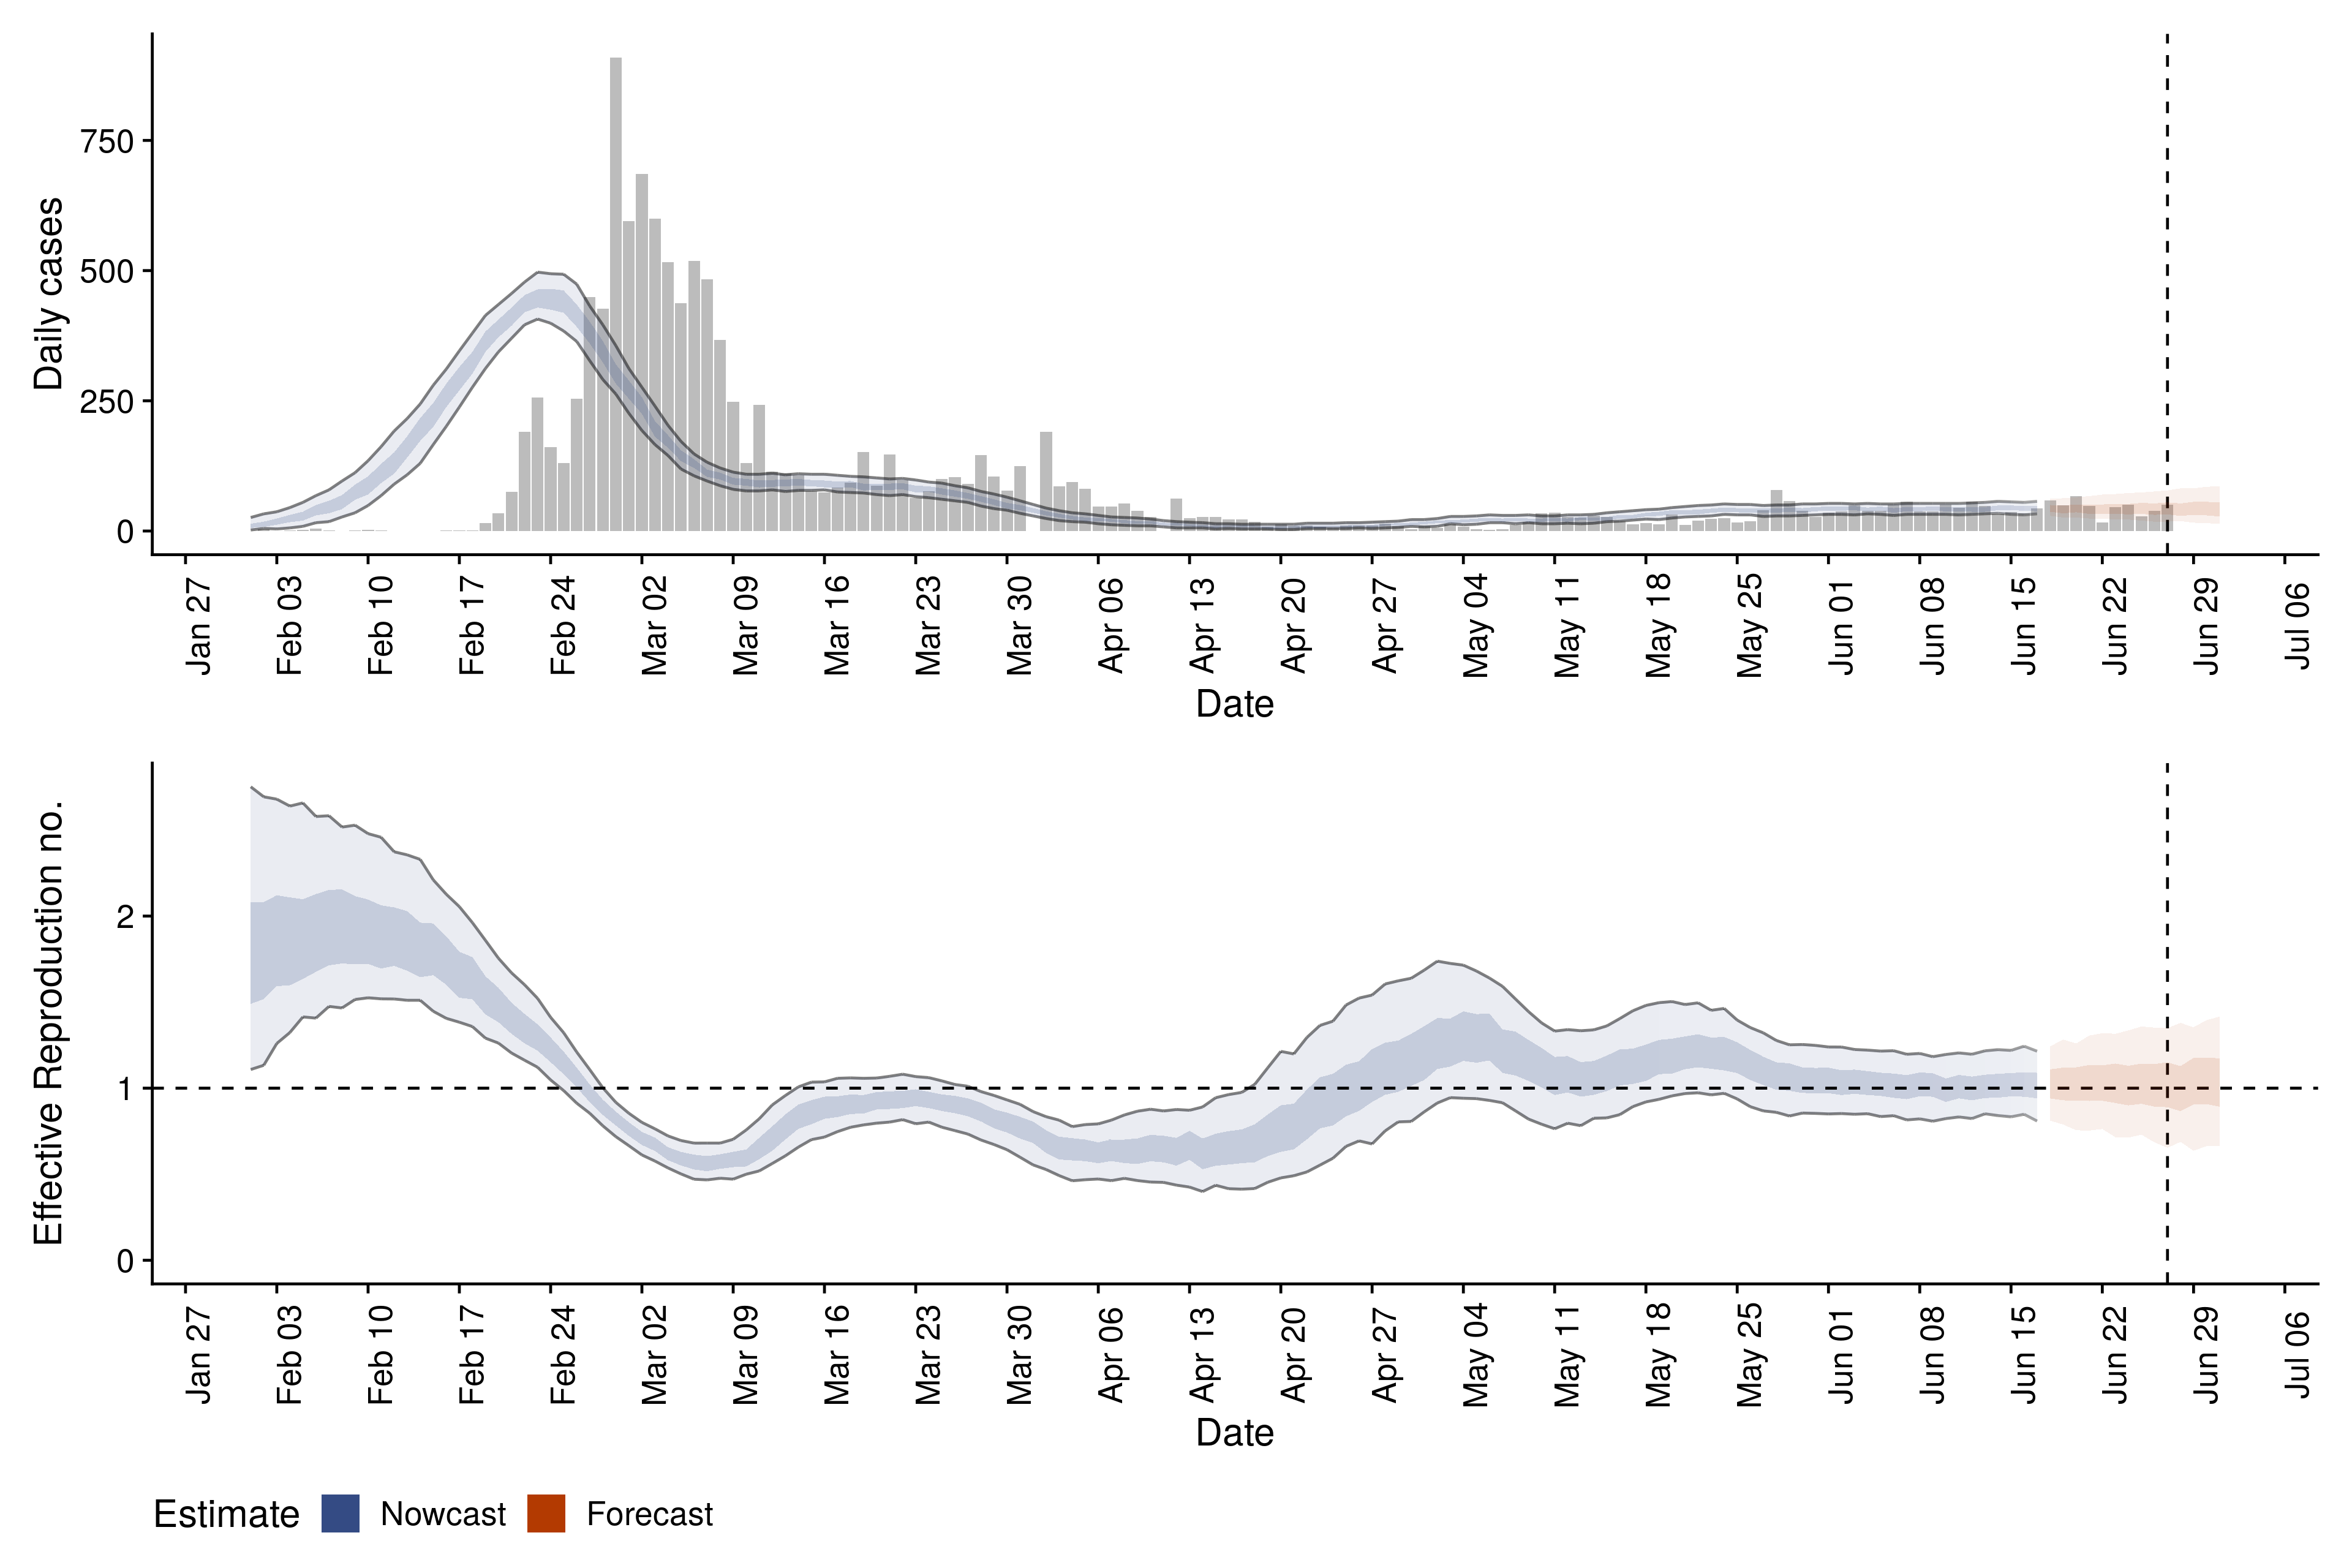 Daily cases
750
500
250
0
Jan 27
Feb 03
Feb 10
Feb 17
Feb 24
Mar 02
Mar 09
Mar 16
Mar 23
Mar 30
Apr 06
Apr 13
Apr 20
Apr 27
May 04
May 11
May 18
May 25
Jun 01
Jun 08
Jun 15
Jun 22
Jun 29
Jul 06
Date
Effective Reproduction no.
2
1
0
Jan 27
Feb 03
Feb 10
Feb 17
Feb 24
Mar 02
Mar 09
Mar 16
Mar 23
Mar 30
Apr 06
Apr 13
Apr 20
Apr 27
May 04
May 11
May 18
May 25
Jun 01
Jun 08
Jun 15
Jun 22
Jun 29
Jul 06
Date
Estimate Nowcast Forecast